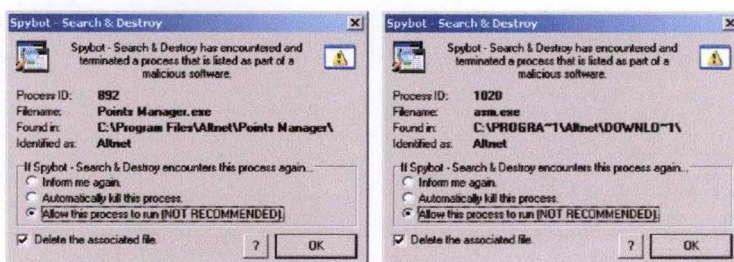 Spybot - Search & Destroy
Spybot - Search & Destroy has encountered and
terminated a process that is listed as part of a
malicious software.
Process ID: 892
Filename: Points Manager.exe
Found in: C:\Program Files\Altnet\Points Manager\
Identified as: Altnet
If Spybot - Search & Destroy encounters this process again...
Inform me again.
Automatically kill this process.
Allow this process to run (NOT RECOMMENDED).
Delete the associated file.
?
OK
Spybot - Search & Destroy
Spybot - Search & Destroy has encountered and
terminated a process that is listed as part of a
malicious software.
Process ID: 1020
Filename: asm.exe
Found in: C:\PROGRA~1\Altnet\DOWNLO~1\
Identified as: Altnet
If Spybot - Search & Destroy encounters this process again...
Inform me again.
Automatically kill this process.
Allow this process to run (NOT RECOMMENDED).
Delete the associated file.
?
OK